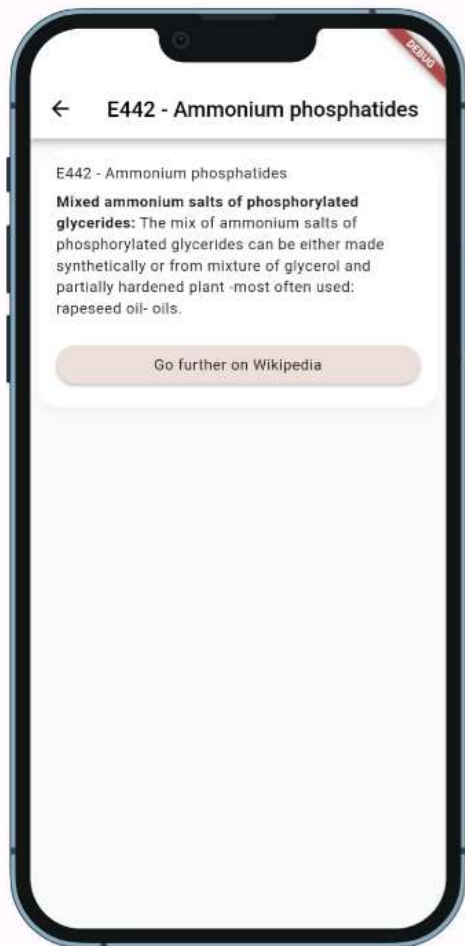 DEBUG
E442 - Ammonium phosphatides
E442 - Ammonium phosphatides
Mixed ammonium salts of phosphorylated
glycerides: The mix of ammonium salts of
phosphorylated glycerides can be either made
synthetically or from mixture of glycerol and
partially hardened plant -most often used:
rapeseed oil- oils.
Go further on Wikipedia